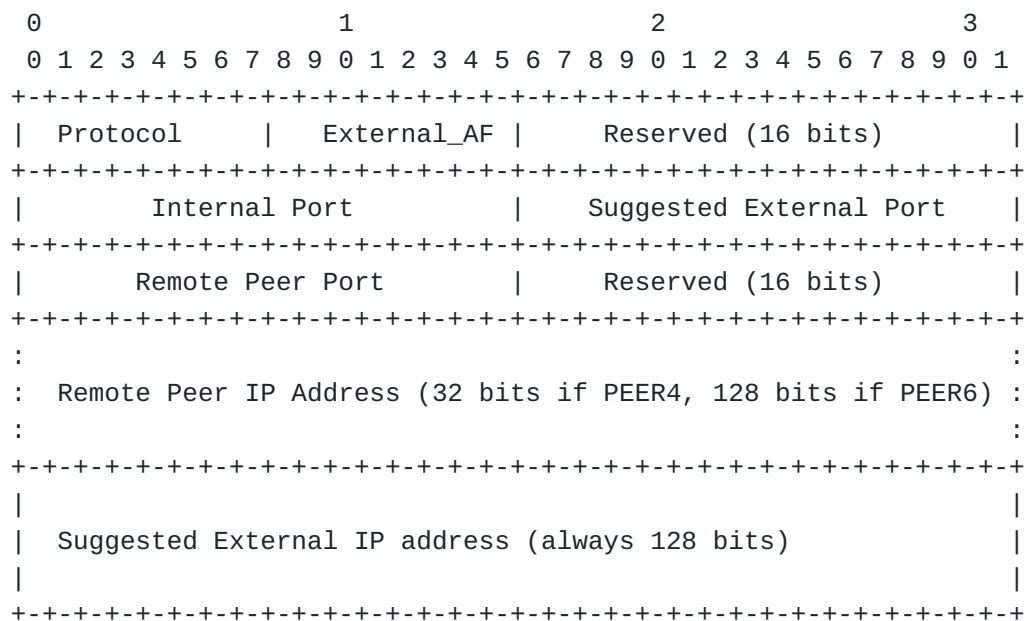 0                   1                   2                   3
 0 1 2 3 4 5 6 7 8 9 0 1 2 3 4 5 6 7 8 9 0 1 2 3 4 5 6 7 8 9 0 1
+-+-+-+-+-+-+-+-+-+-+-+-+-+-+-+-+-+-+-+-+-+-+-+-+-+-+-+-+-+-+-+-+
|  Protocol     |   External_AF |     Reserved (16 bits)        |
+-+-+-+-+-+-+-+-+-+-+-+-+-+-+-+-+-+-+-+-+-+-+-+-+-+-+-+-+-+-+-+-+
|        Internal Port          |    Suggested External Port    |
+-+-+-+-+-+-+-+-+-+-+-+-+-+-+-+-+-+-+-+-+-+-+-+-+-+-+-+-+-+-+-+-+
|       Remote Peer Port        |     Reserved (16 bits)        |
+-+-+-+-+-+-+-+-+-+-+-+-+-+-+-+-+-+-+-+-+-+-+-+-+-+-+-+-+-+-+-+-+
:                                                               :
:  Remote Peer IP Address (32 bits if PEER4, 128 bits if PEER6) :
:                                                               :
+-+-+-+-+-+-+-+-+-+-+-+-+-+-+-+-+-+-+-+-+-+-+-+-+-+-+-+-+-+-+-+-+
|                                                               |
|  Suggested External IP address (always 128 bits)              |
|                                                               |
+-+-+-+-+-+-+-+-+-+-+-+-+-+-+-+-+-+-+-+-+-+-+-+-+-+-+-+-+-+-+-+-+